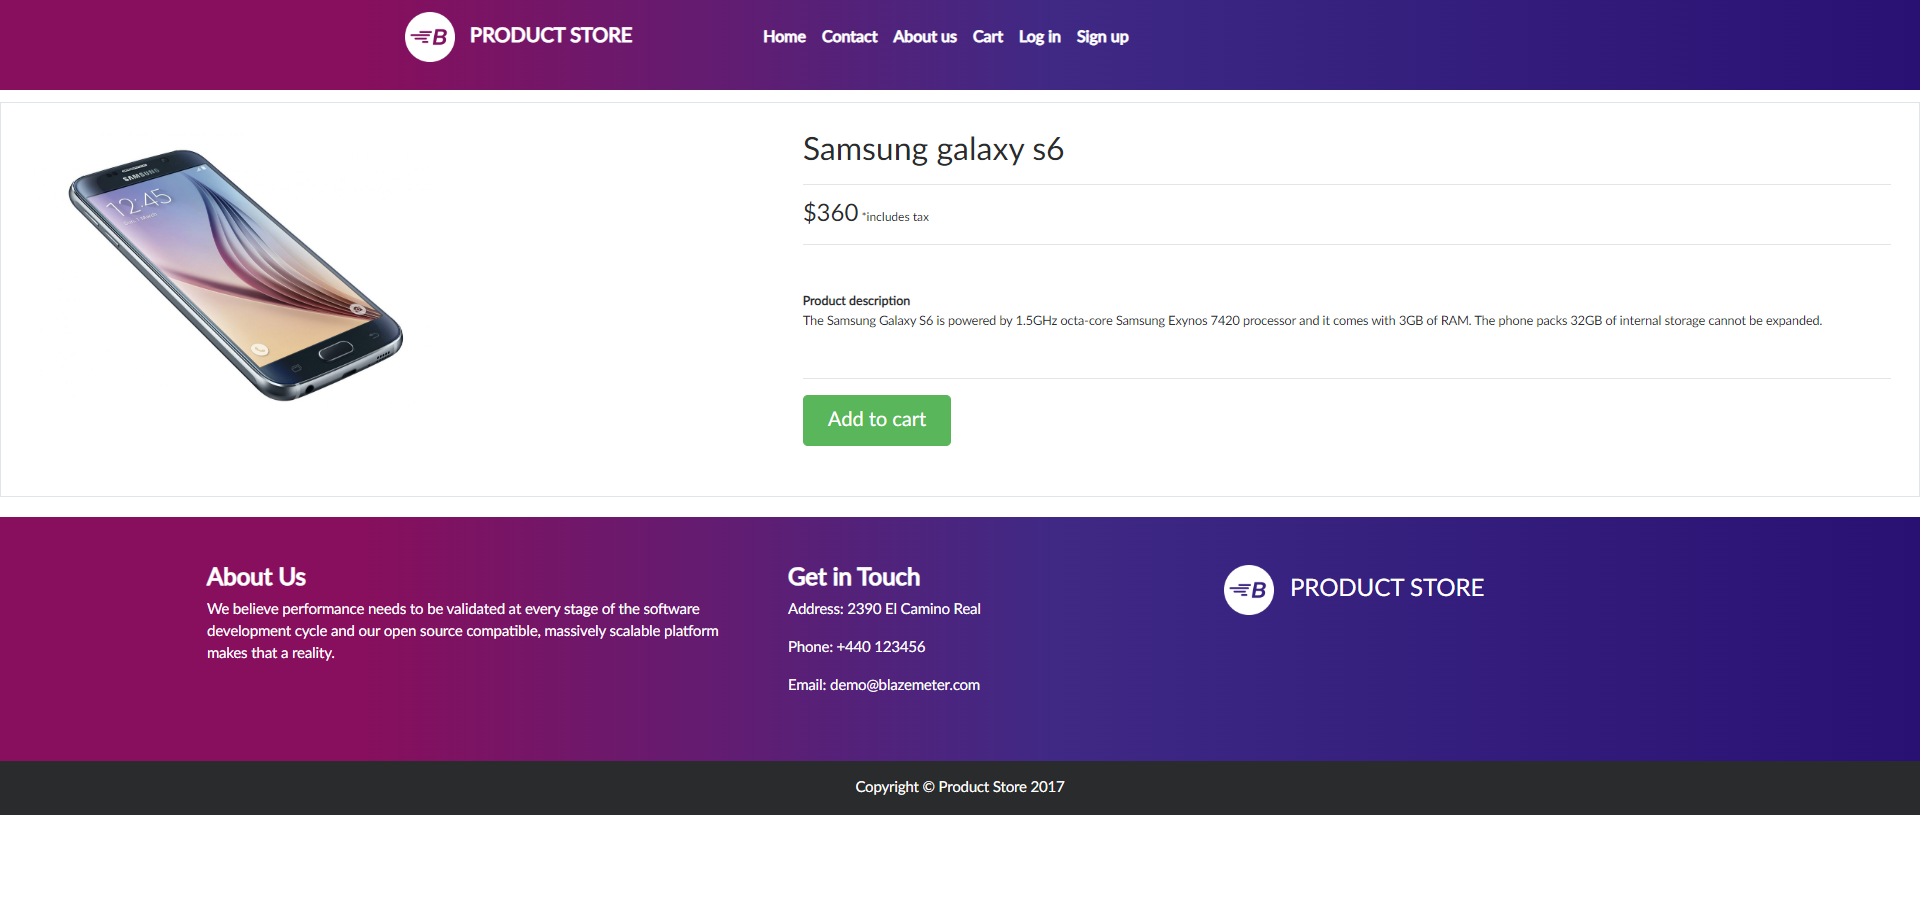 B PRODUCT STORE
Home Contact About us Cart Log in Sign up
SAMSUNG
12:45
Samsung galaxy s6
$360 *includes tax
Product description
The Samsung Galaxy S6 is powered by 1.5GHz octa-core Samsung Exynos 7420 processor and it comes with 3GB of RAM. The phone packs 32GB of internal storage cannot be expanded.
Add to cart
About Us
We believe performance needs to be validated at every stage of the software
development cycle and our open source compatible, massively scalable platform
makes that a reality.
Get in Touch
Address: 2390 El Camino Real
Phone: +440 123456
Email: demo@blazemeter.com
B PRODUCT STORE
Copyright © Product Store 2017